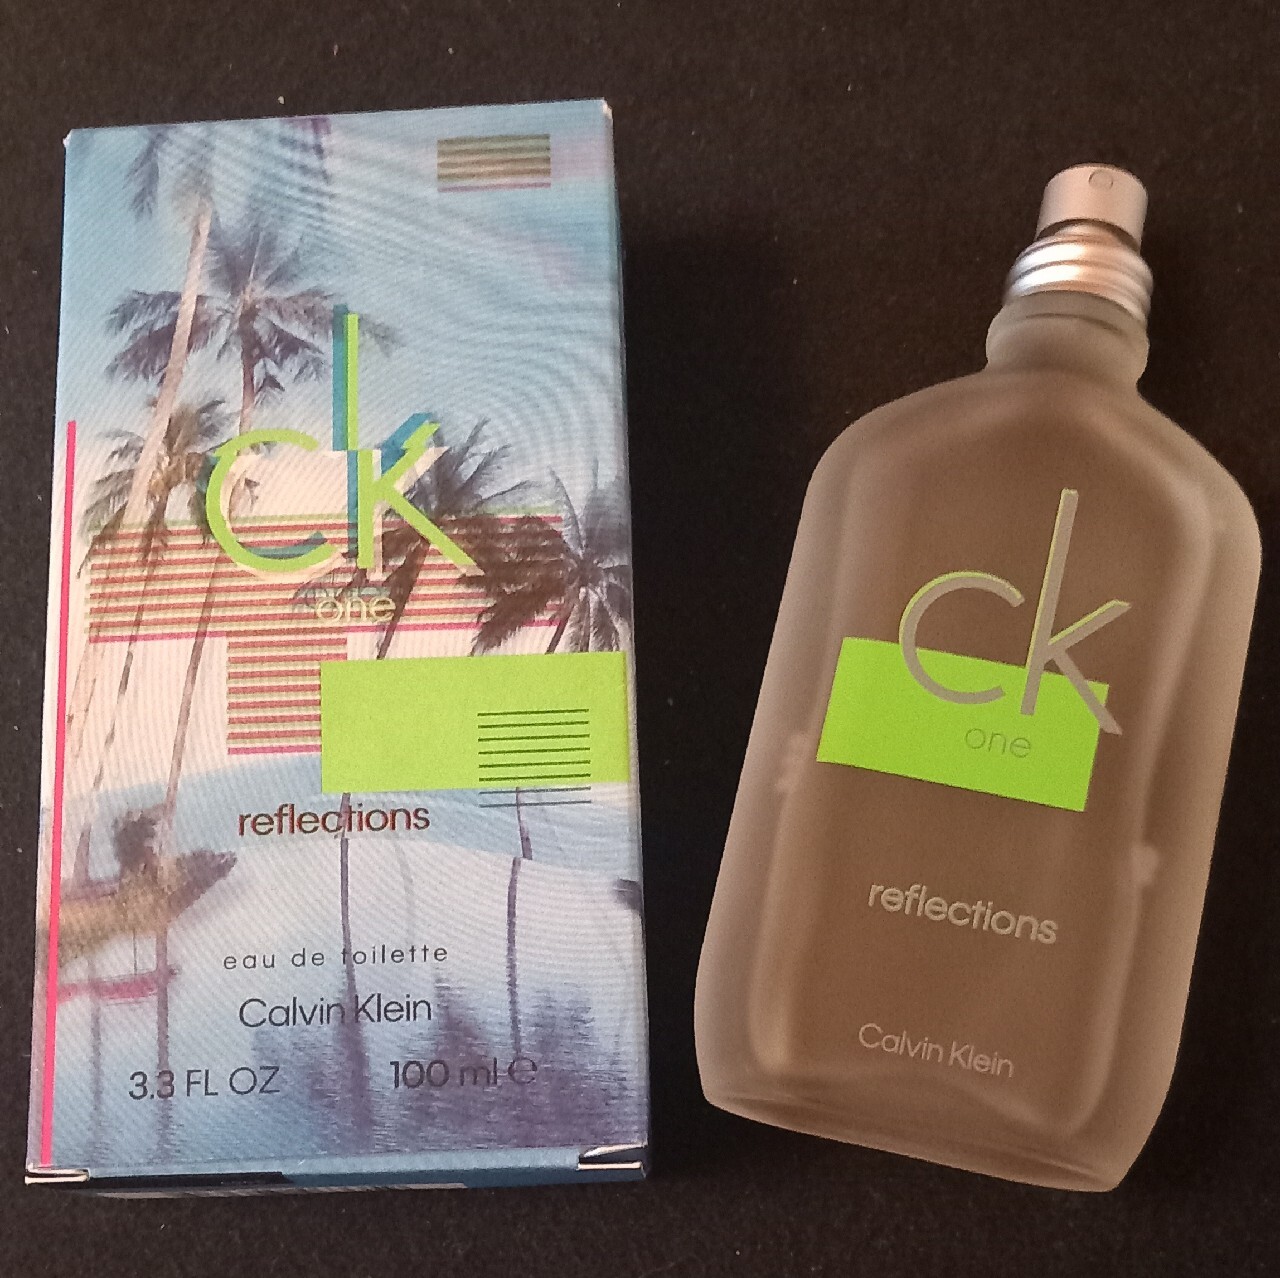 ck
one
reflections
eau de toilette
Calvin Klein
3.3 FL OZ 100 ml ℮
ck
one
reflections
Calvin Klein